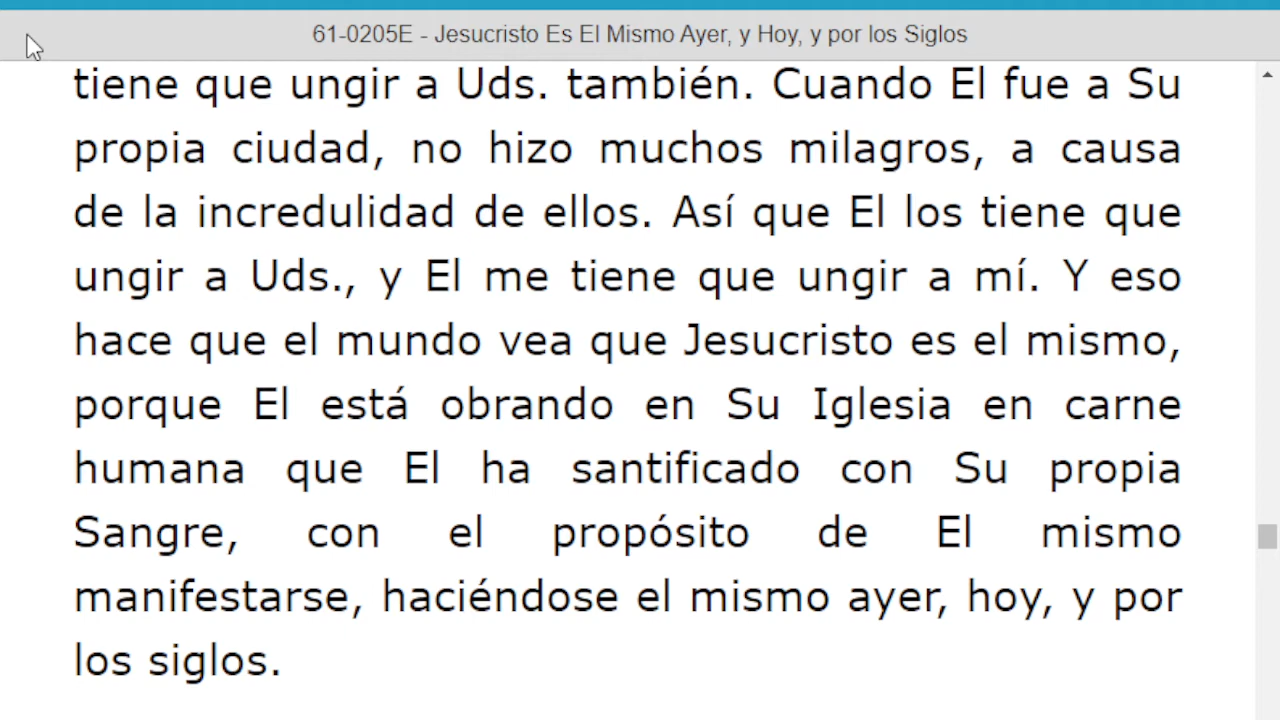 61-0205E - Jesucristo Es El Mismo Ayer, y Hoy, y por los Siglos
tiene que ungir a Uds. también. Cuando El fue a Su
propia ciudad, no hizo muchos milagros, a causa
de la incredulidad de ellos. Así que El los tiene que
ungir a Uds., y El me tiene que ungir a mí. Y eso
hace que el mundo vea que Jesucristo es el mismo,
porque El está obrando en Su Iglesia en carne
humana que El ha santificado con Su propia
Sangre, con el propósito de El mismo
manifestarse, haciéndose el mismo ayer, hoy, y por
los siglos.